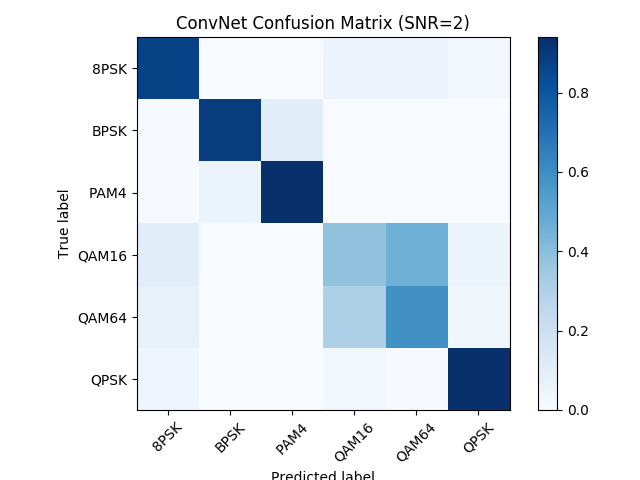 ConvNet Confusion Matrix (SNR=2)
True label
8PSK
BPSK
PAM4
QAM16
QAM64
QPSK
8PSK BPSK PAM4 QAM16 QAM64 QPSK
Predicted label
0.8
0.6
0.4
0.2
0.0